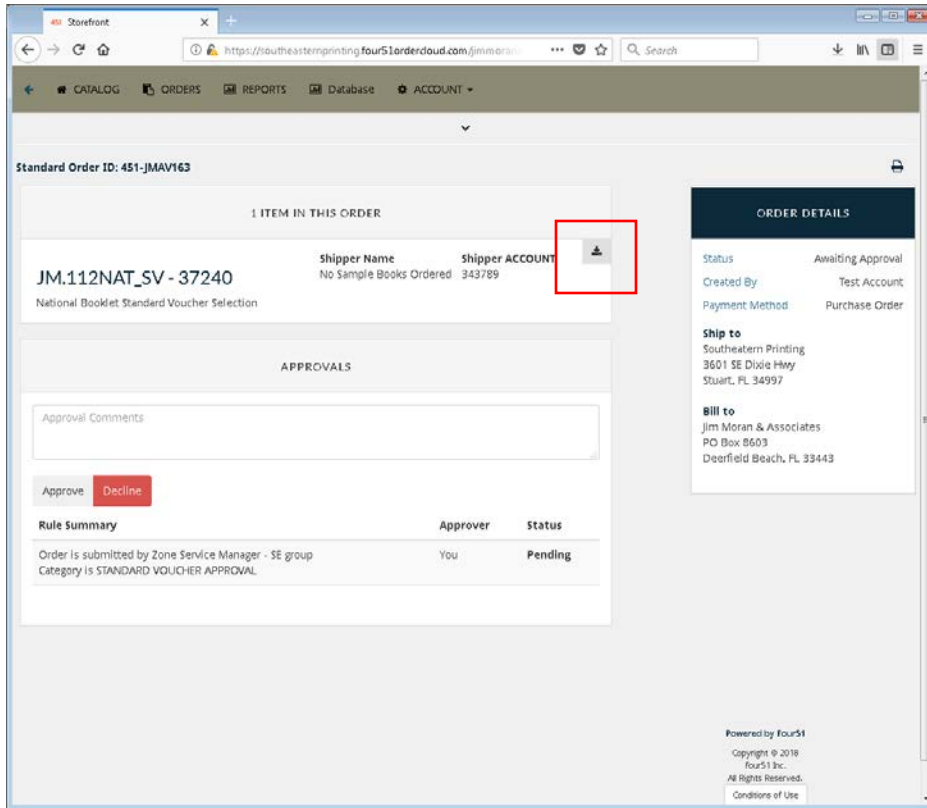 451 Storefront
https://southeasternprinting.four51ordercloud.com/jimmoran
Search
CATALOG ORDERS REPORTS Database ACCOUNT
Standard Order ID: 451-JMAV163
1 ITEM IN THIS ORDER
JM.112NAT_SV - 37240
National Booklet Standard Voucher Selection
Shipper Name
No Sample Books Ordered
Shipper ACCOUNT
343789
APPROVALS
Approval Comments
Approve Decline
Rule Summary Approver Status
Order is submitted by Zone Service Manager - SE group You Pending
Category is STANDARD VOUCHER APPROVAL
ORDER DETAILS
Status Awaiting Approval
Created By Test Account
Payment Method Purchase Order
Ship to
Southeatern Printing
3601 SE Dixie Hwy
Stuart, FL 34997
Bill to
Jim Moran & Associates
PO Box 8603
Deerfield Beach, FL 33443
Powered by Four51
Copyright © 2018
Four51 Inc.
All Rights Reserved.
Conditions of Use